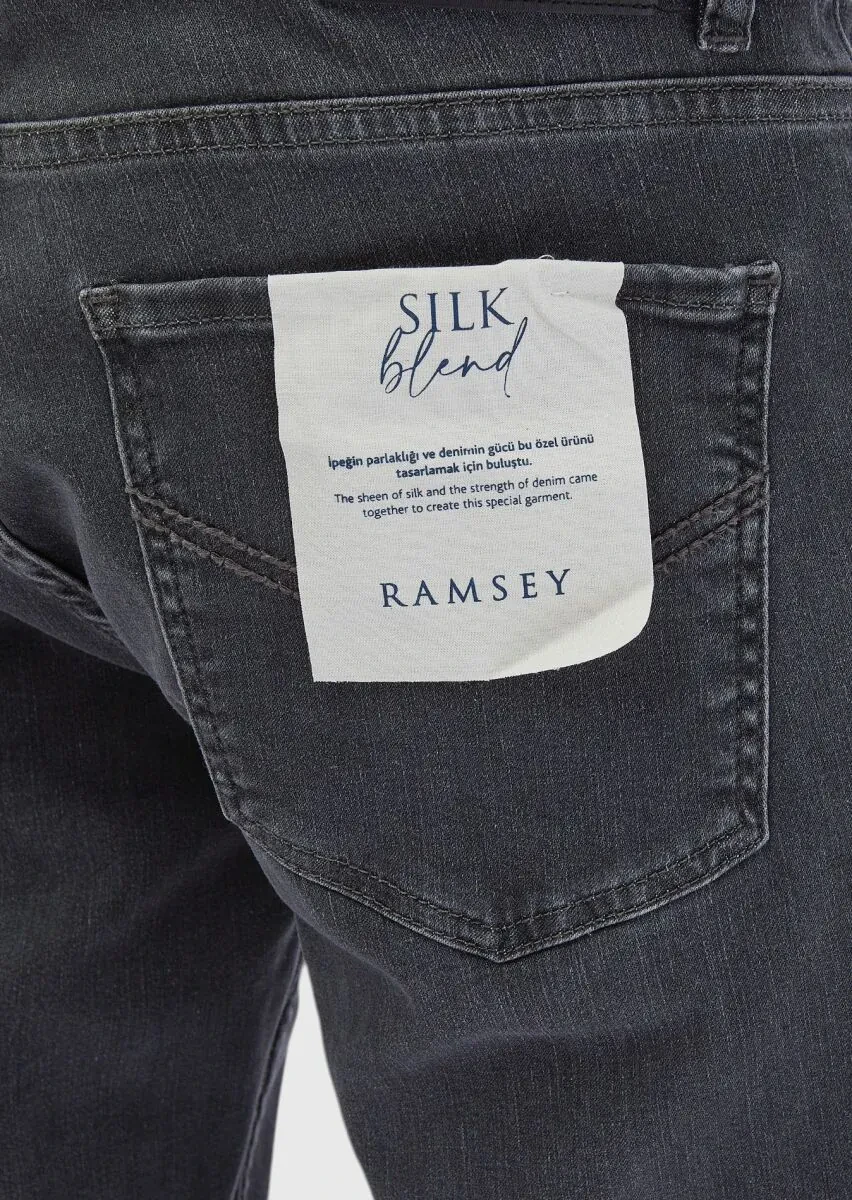 SILK
blend
İpeğin parlaklığı ve denimin gücü bu özel ürünü
tasarlamak için buluştu.
The sheen of silk and the strength of denim came
together to create this special garment.
RAMSEY